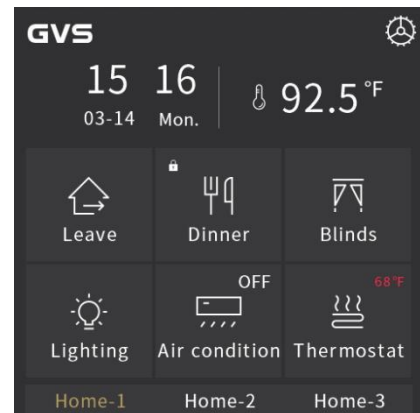 GVS
15 16
92.5°F
03-14 Mon.
Leave Dinner Blinds
OFF 68°F
Lighting Air condition Thermostat
Home-1 Home-2 Home-3